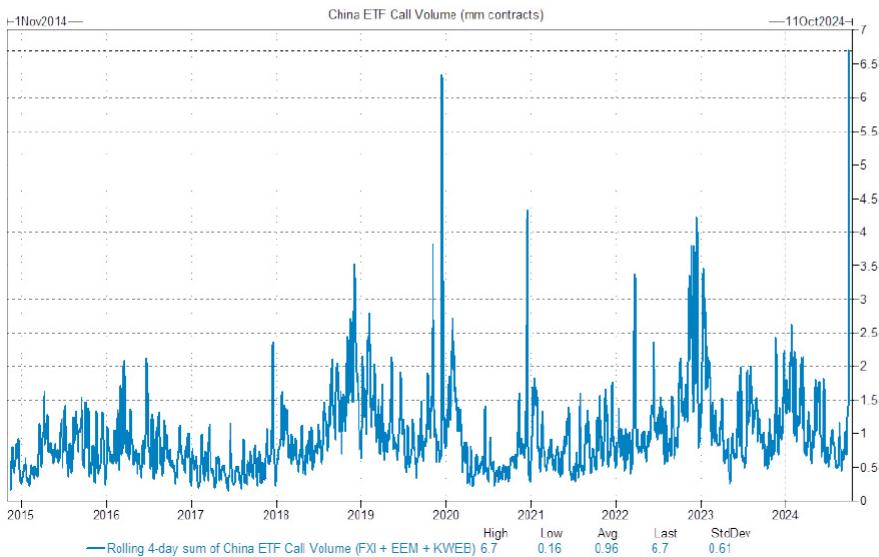 China ETF Call Volume (mm contracts)
1Nov2014
11Oct2024
7
6.5
6
5.5
5
4.5
4
3.5
3
2.5
2
1.5
1
0.5
0
2015 2016 2017 2018 2019 2020 2021 2022 2023 2024
High Low Avg Last StdDev
Rolling 4-day sum of China ETF Call Volume (FXI + EEM + KWEB) 6.7 0.16 0.96 6.7 0.61